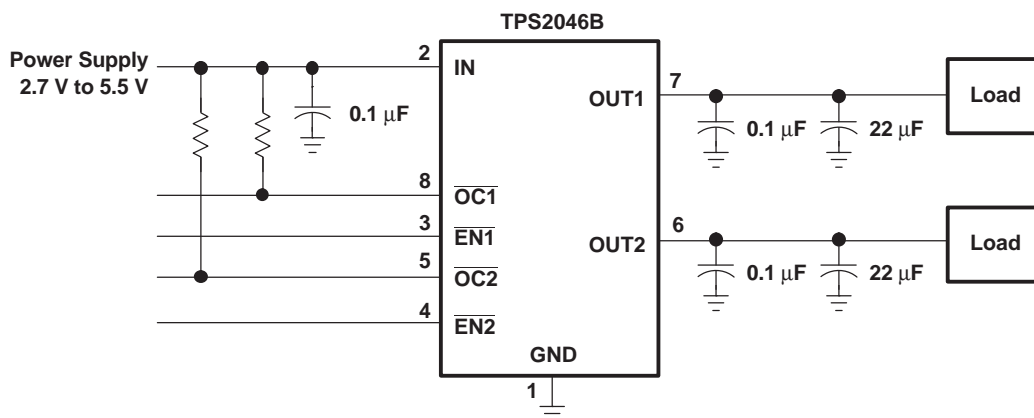 TPS2046B
Power Supply
2.7 V to 5.5 V
2
IN
0.1 μF
OUT1
7
0.1 μF
22 μF
Load
8
OC1
3
EN1
5
OC2
4
EN2
OUT2
6
0.1 μF
22 μF
Load
GND
1